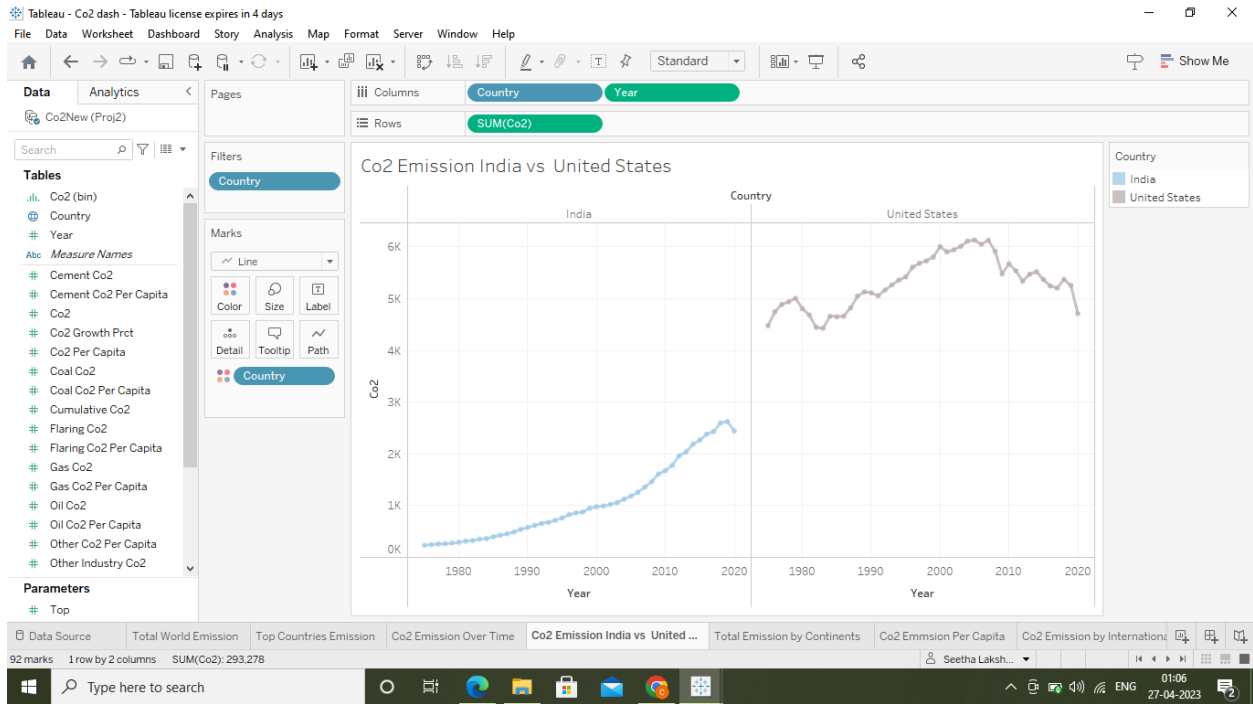 Tableau - Co2 dash - Tableau license expires in 4 days
File Data Worksheet Dashboard Story Analysis Map Format Server Window Help
Standard
Show Me
Data Analytics
Co2New (Proj2)
Search
Tables
Co2 (bin)
Country
Year
Abc Measure Names
Cement Co2
Cement Co2 Per Capita
Co2
Co2 Growth Prct
Co2 Per Capita
Coal Co2
Coal Co2 Per Capita
Cumulative Co2
Flaring Co2
Flaring Co2 Per Capita
Gas Co2
Gas Co2 Per Capita
Oil Co2
Oil Co2 Per Capita
Other Co2 Per Capita
Other Industry Co2
Parameters
Top
Pages
Filters
Country
Marks
Line
Color Size Label
Detail Tooltip Path
Country
Columns Country Year
Rows SUM(Co2)
Co2 Emission India vs United States
Country
India United States
6K
5K
4K
3K
2K
1K
0K
Co2
1980 1990 2000 2010 2020 1980 1990 2000 2010 2020
Year Year
Country
India
United States
Data Source Total World Emission Top Countries Emission Co2 Emission Over Time Co2 Emission India vs United ... Total Emission by Continents Co2 Emmsion Per Capita Co2 Emission by Internationa
92 marks 1 row by 2 columns SUM(Co2): 293,278 Seetha Laksh...
Type here to search
ENG
01:06
27-04-2023
2